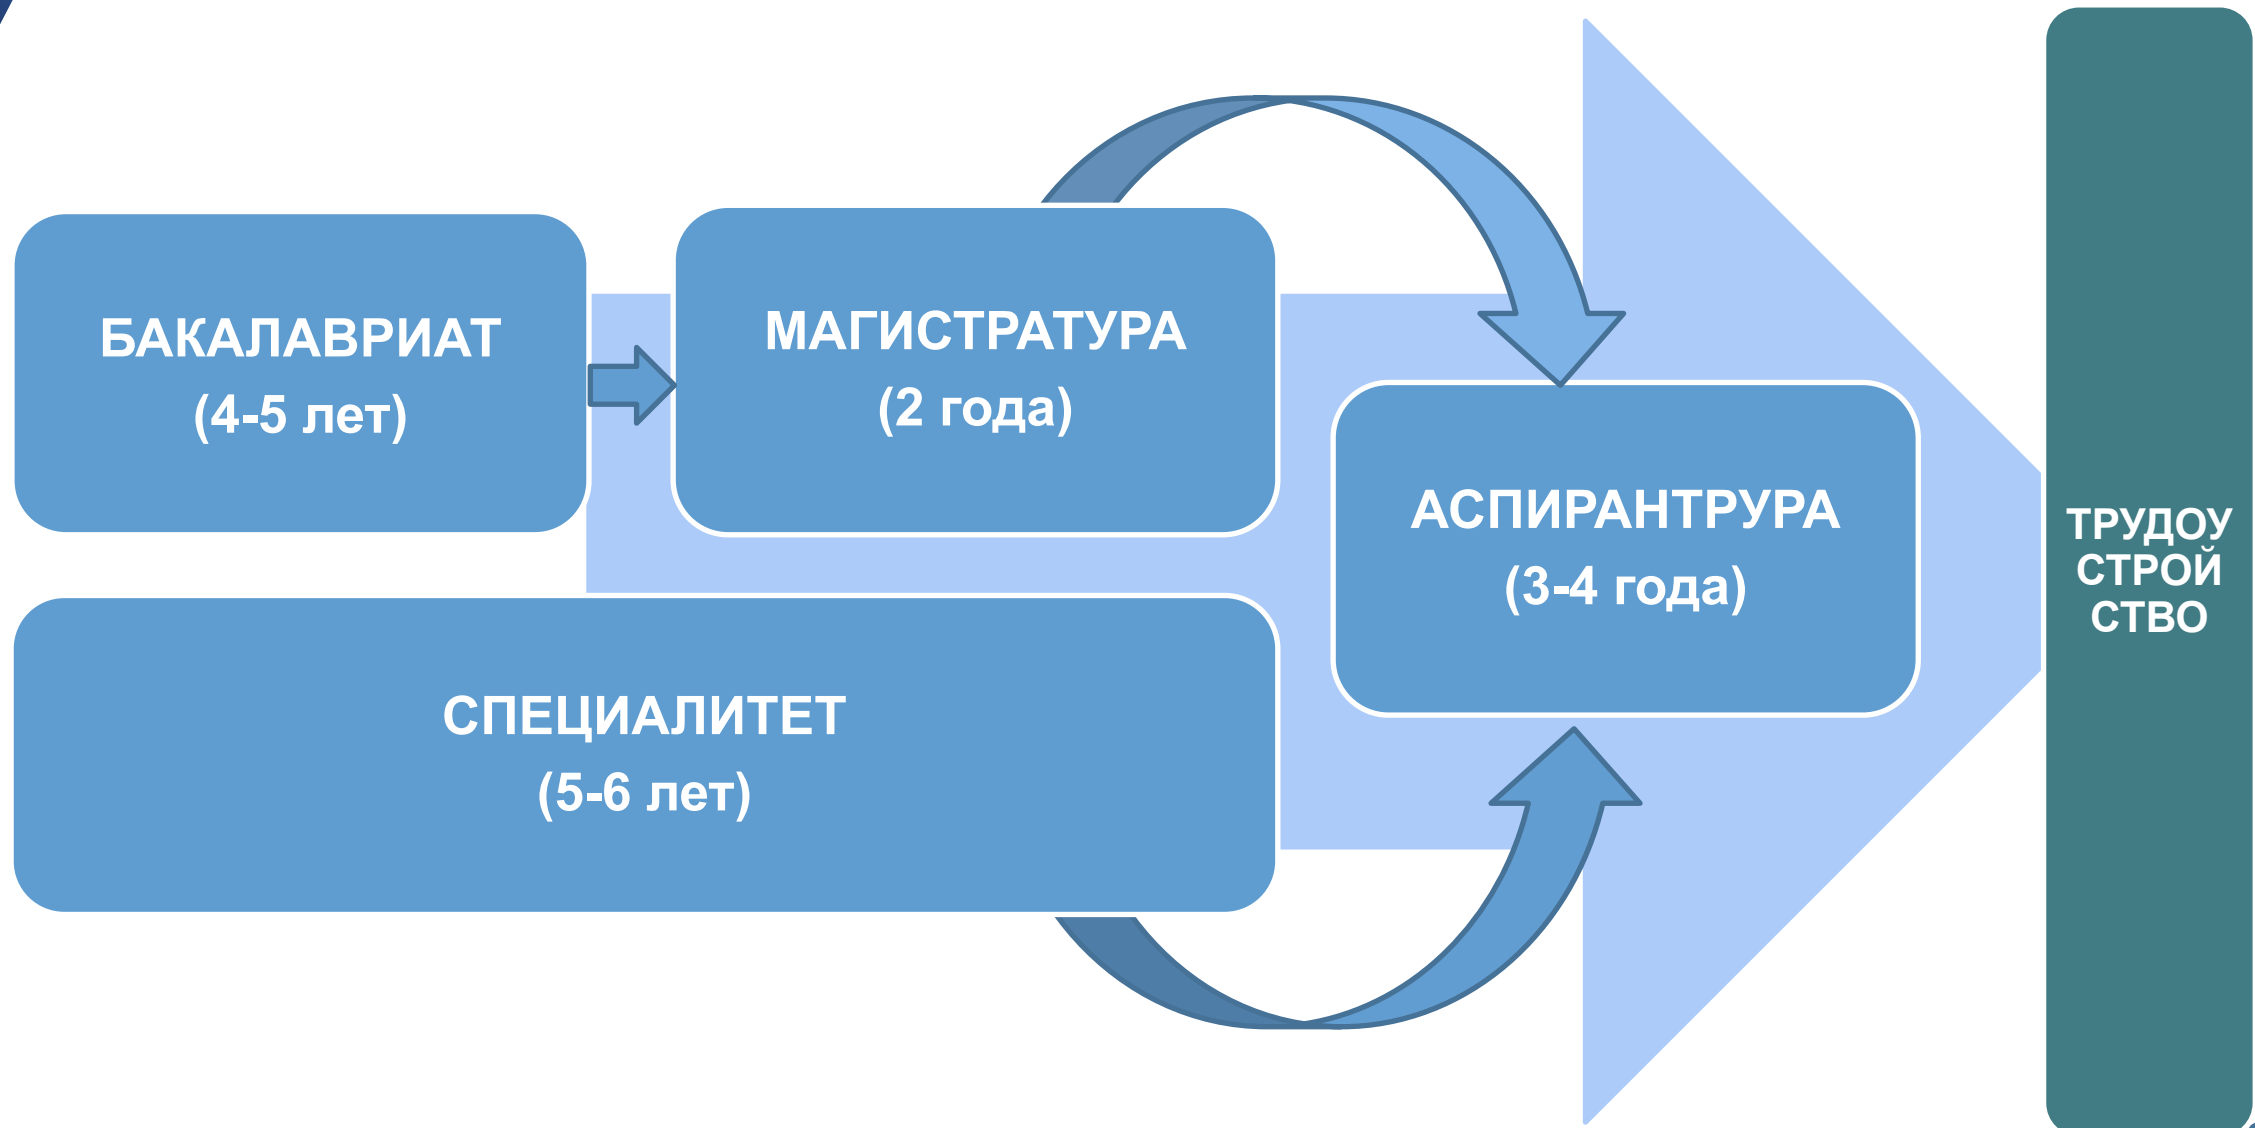 БАКАЛАВРИАТ
(4-5 лет)
МАГИСТРАТУРА
(2 года)
АСПИРАНТРУРА
(3-4 года)
СПЕЦИАЛИТЕТ
(5-6 лет)
ТРУДОУ
СТРОЙ
СТВО